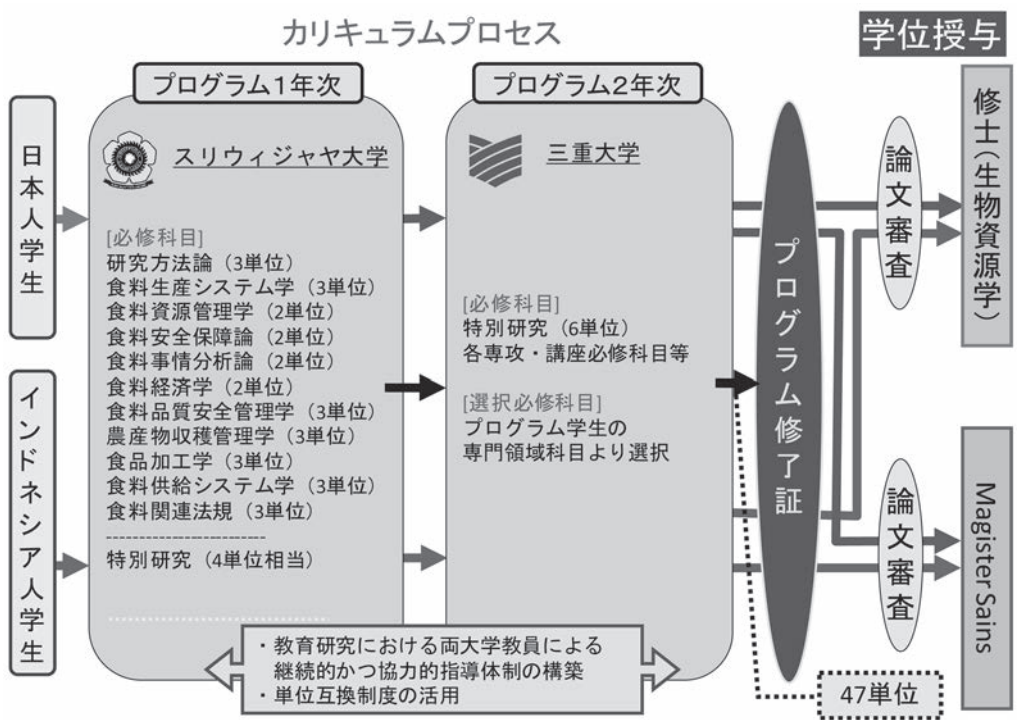 カリキュラムプロセス
学位授与
プログラム1年次
プログラム2年次
日本人学生
インドネシア人学生
スリウィジャヤ大学
[必修科目]
研究方法論（3単位）
食料生産システム学（3単位）
食料資源管理学（2単位）
食料安全保障論（2単位）
食料事情分析論（2単位）
食料経済学（2単位）
食料品質安全管理学（3単位）
農産物収穫管理学（3単位）
食品加工学（3単位）
食料供給システム学（3単位）
食料関連法規（3単位）
特別研究（4単位相当）
三重大学
[必修科目]
特別研究（6単位）
各専攻・講座必修科目等
[選択必修科目]
プログラム学生の
専門領域科目より選択
・教育研究における両大学教員による
継続的かつ協力的指導体制の構築
・単位互換制度の活用
プログラム修了証
47単位
論文審査
論文審査
修士（生物資源学）
Magister Sains